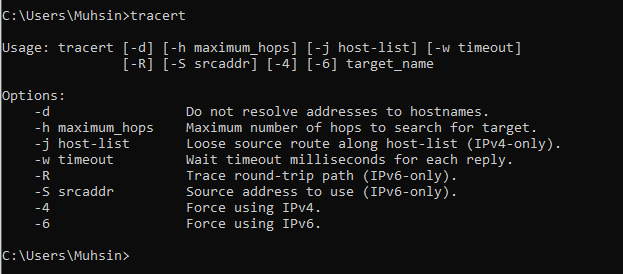 C:\Users\Muhsin>tracert
Usage: tracert [-d] [-h maximum_hops] [-j host-list] [-w timeout]
[-R] [-S srcaddr] [-4] [-6] target_name
Options:
-d Do not resolve addresses to hostnames.
-h maximum_hops Maximum number of hops to search for target.
-j host-list Loose source route along host-list (IPv4-only).
-w timeout Wait timeout milliseconds for each reply.
-R Trace round-trip path (IPv6-only).
-S srcaddr Source address to use (IPv6-only).
-4 Force using IPv4.
-6 Force using IPv6.
C:\Users\Muhsin>